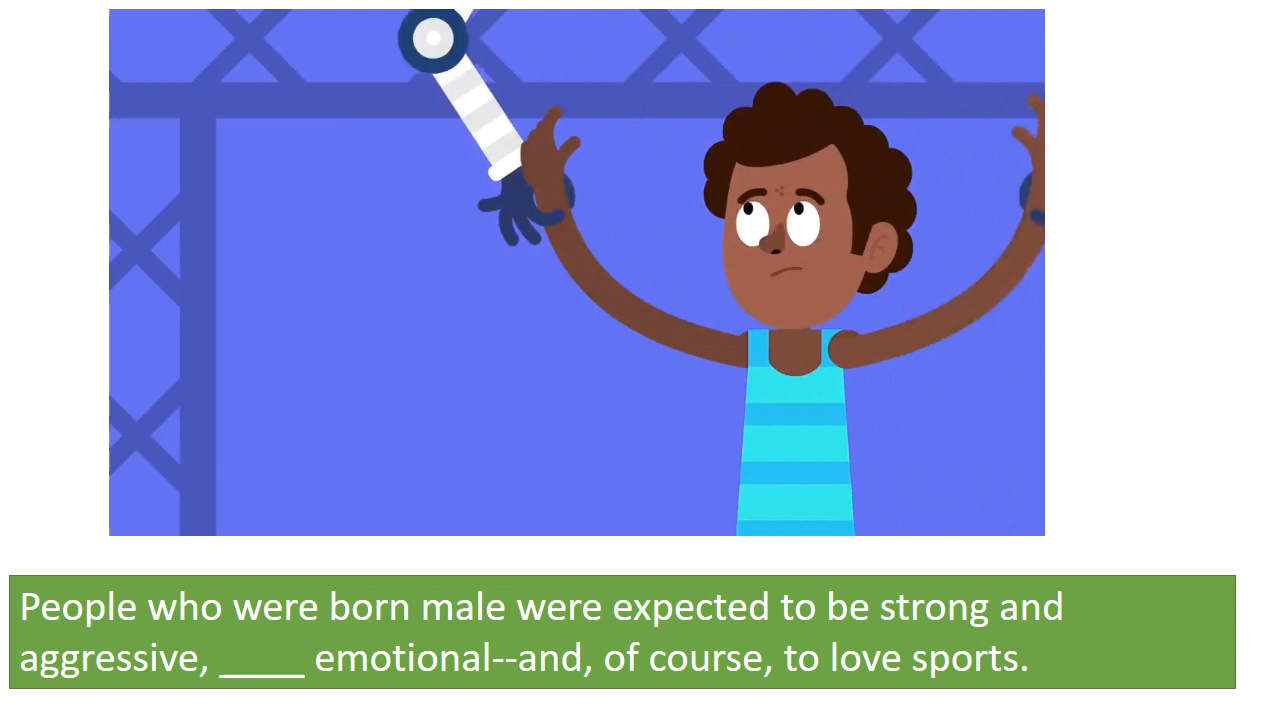 People who were born male were expected to be strong and
aggressive, ____ emotional--and, of course, to love sports.